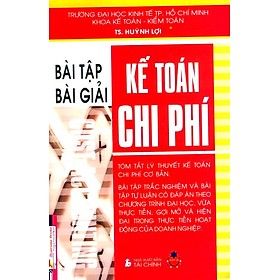 TRƯỜNG ĐẠI HỌC KINH TẾ TP. HỒ CHÍ MINH
KHOA KẾ TOÁN - KIỂM TOÁN
TS. HUỲNH LỢI
BÀI TẬP
BÀI GIẢI
KẾ TOÁN
CHI PHÍ
TÓM TẮT LÝ THUYẾT KẾ TOÁN
CHI PHÍ CƠ BẢN.
BÀI TẬP TRẮC NGHIỆM VÀ BÀI
TẬP TỰ LUẬN CÓ ĐÁP ÁN THEO
CHƯƠNG TRÌNH ĐẠI HỌC, VỪA
THỰC TIỄN, GỢI MỞ VÀ HIỆN
ĐẠI TRONG THỰC TIỄN HOẠT
ĐỘNG CỦA DOANH NGHIỆP.
NHÀ XUẤT BẢN
TÀI CHÍNH